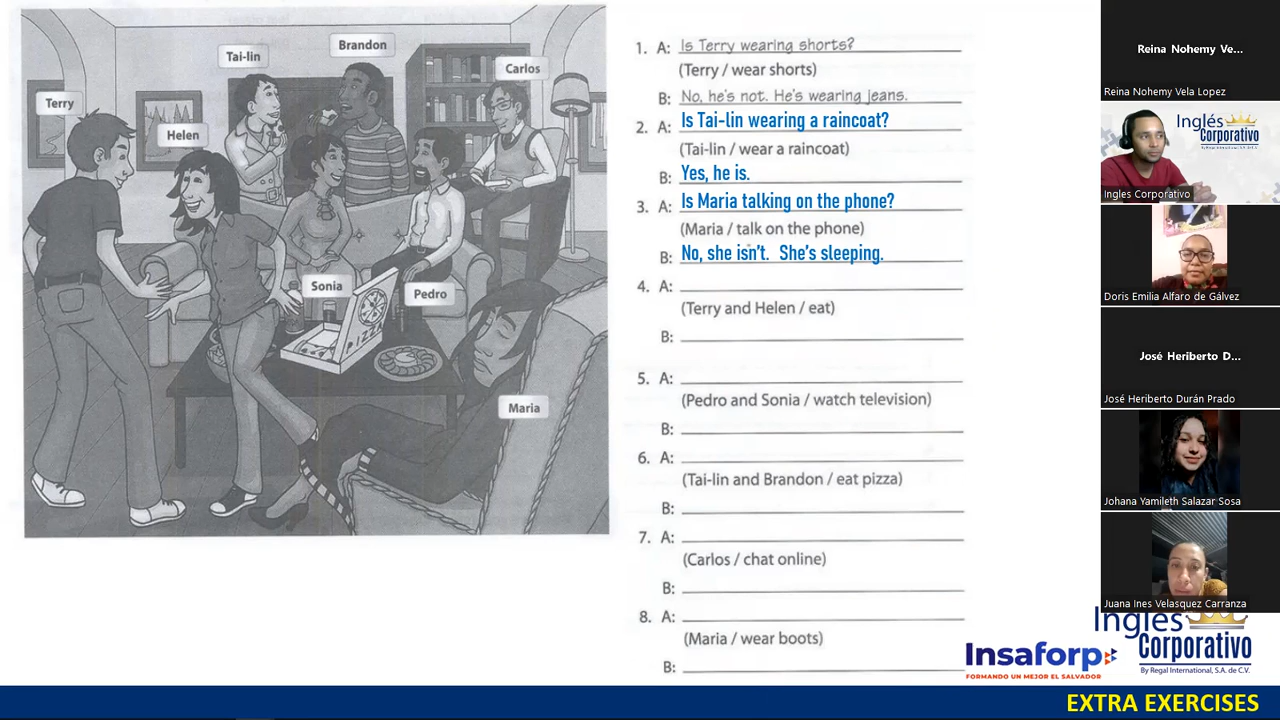 Tai-lin
Brandon
Carlos
Terry
Helen
Sonia
Pedro
PIZZA
Maria
1. A: Is Terry wearing shorts?
(Terry / wear shorts)
B: No, he's not. He's wearing jeans.
2. A: Is Tai-lin wearing a raincoat?
(Tai-lin / wear a raincoat)
B: Yes, he is.
3. A: Is Maria talking on the phone?
(Maria / talk on the phone)
B: No, she isn't. She's sleeping.
4. A:
(Terry and Helen / eat)
B:
5. A:
(Pedro and Sonia / watch television)
B:
6. A:
(Tai-lin and Brandon / eat pizza)
B:
7. A:
(Carlos / chat online)
B:
8. A:
(Maria / wear boots)
B:
Insaforp
FORMANDO UN MEJOR EL SALVADOR
Inglés
Corporativo
By Regal International, S.A. de C.V.
EXTRA EXERCISES
Reina Nohemy Ve...
Reina Nohemy Vela Lopez
Inglés
Corporativo
By Regal International, S.A. de C.V.
Ingles Corporativo
Doris Emilia Alfaro de Gálvez
José Heriberto D...
José Heriberto Durán Prado
Johana Yamileth Salazar Sosa
Juana Ines Velasquez Carranza